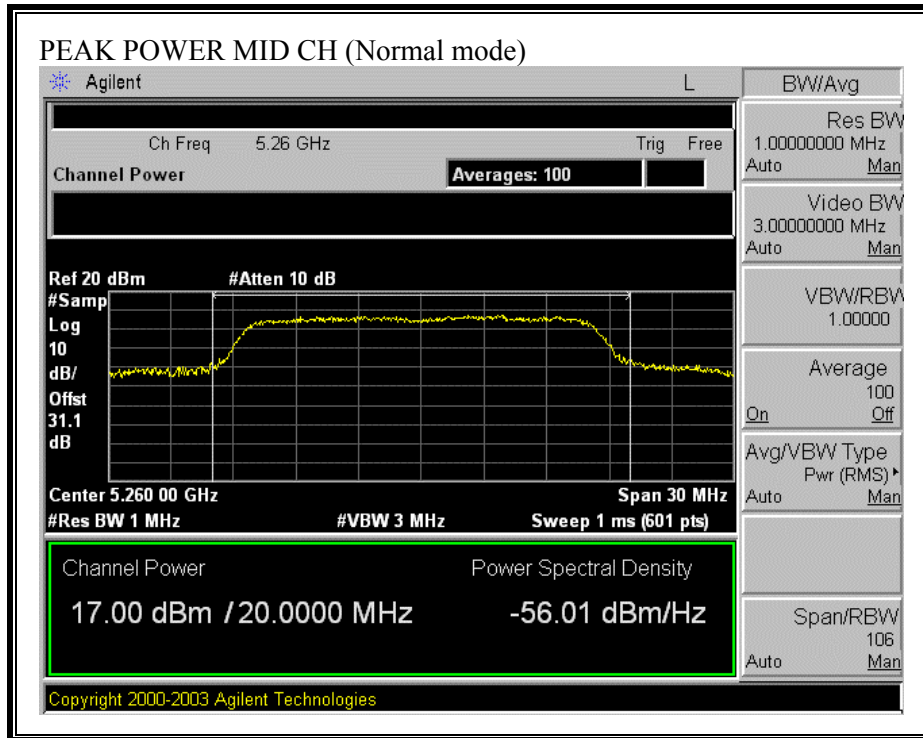 PEAK POWER MID CH (Normal mode)
Agilent L
Ch Freq 5.26 GHz Trig Free
Channel Power Averages: 100
Ref 20 dBm #Atten 10 dB
#Samp
Log
10
dB/
Offst
31.1
dB
Center 5.260 00 GHz Span 30 MHz
#Res BW 1 MHz #VBW 3 MHz Sweep 1 ms (601 pts)
Channel Power Power Spectral Density
17.00 dBm / 20.0000 MHz -56.01 dBm/Hz
Copyright 2000-2003 Agilent Technologies
BW/Avg
Res BW
1.00000000 MHz
Auto Man
Video BW
3.00000000 MHz
Auto Man
VBW/RBW
1.00000
Average
100
On Off
Avg/VBW Type
Pwr (RMS)
Auto Man
Span/RBW
106
Auto Man